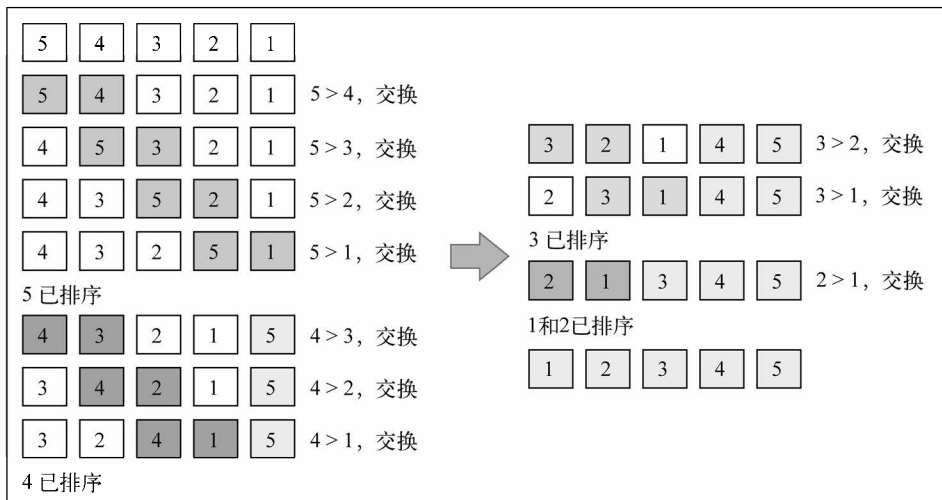 5 4 3 2 1
5 4 3 2 1 5 > 4，交换
4 5 3 2 1 5 > 3，交换
4 3 5 2 1 5 > 2，交换
4 3 2 5 1 5 > 1，交换
5 已排序
4 3 2 1 5 4 > 3，交换
3 4 2 1 5 4 > 2，交换
3 2 4 1 5 4 > 1，交换
4 已排序
3 2 1 4 5 3 > 2，交换
2 3 1 4 5 3 > 1，交换
3 已排序
2 1 3 4 5 2 > 1，交换
1和2已排序
1 2 3 4 5